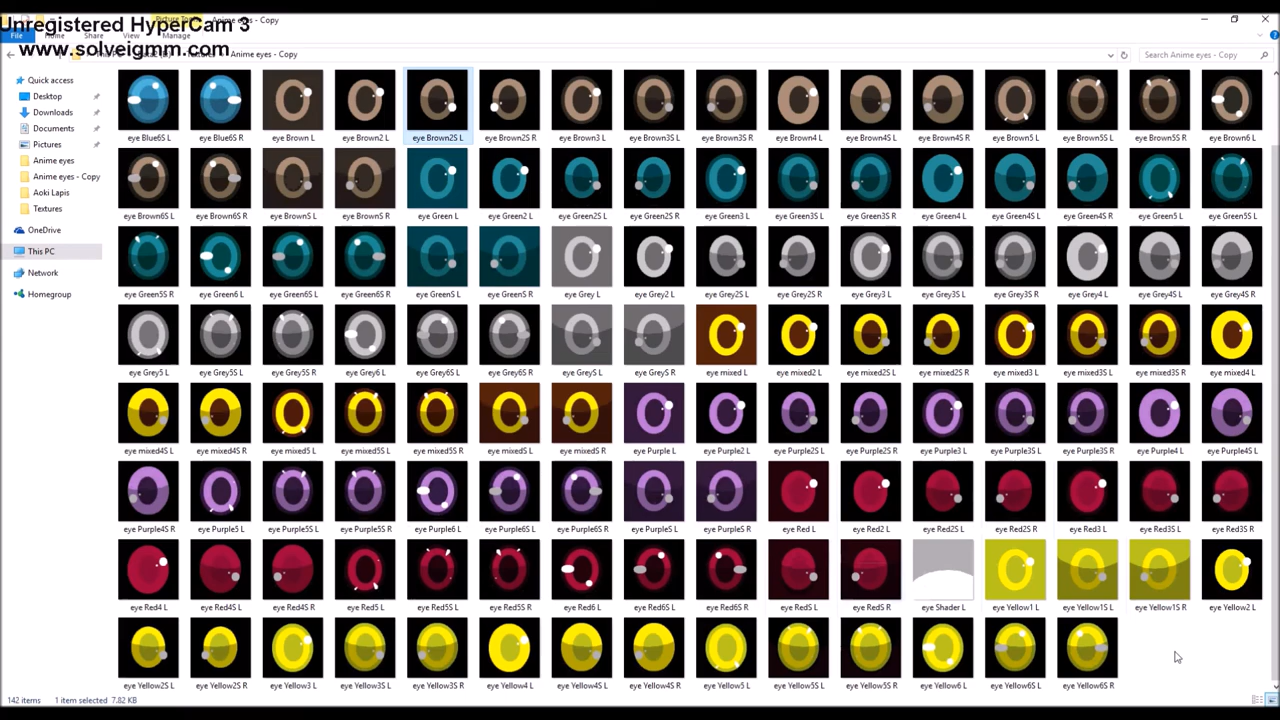 Unregistered HyperCam 3
www.solveigmm.com
Anime eyes - Copy
File Home Share View Manage
Anime eyes - Copy
Search Anime eyes - Copy
Quick access
Desktop
Downloads
Documents
Pictures
Anime eyes
Anime eyes - Copy
Aoki Lapis
Textures
OneDrive
This PC
Network
Homegroup
eye Blue6S L eye Blue6S R eye Brown L eye Brown2 L eye Brown2S L eye Brown2S R eye Brown3 L eye Brown3S L eye Brown3S R eye Brown4 L eye Brown4S L eye Brown4S R eye Brown5 L eye Brown5S L eye Brown5S R eye Brown6 L
eye Brown6S L eye Brown6S R eye BrownS L eye BrownS R eye Green L eye Green2 L eye Green2S L eye Green2S R eye Green3 L eye Green3S L eye Green3S R eye Green4 L eye Green4S L eye Green4S R eye Green5 L eye Green5S L
eye Green5S R eye Green6 L eye Green6S L eye Green6S R eye GreenS L eye GreenS R eye Grey L eye Grey2 L eye Grey2S L eye Grey2S R eye Grey3 L eye Grey3S L eye Grey3S R eye Grey4 L eye Grey4S L eye Grey4S R
eye Grey5 L eye Grey5S L eye Grey5S R eye Grey6 L eye Grey6S L eye Grey6S R eye GreyS L eye GreyS R eye mixed L eye mixed2 L eye mixed2S L eye mixed2S R eye mixed3 L eye mixed3S L eye mixed3S R eye mixed4 L
eye mixed4S L eye mixed4S R eye mixed5 L eye mixed5S L eye mixed5S R eye mixedS L eye mixedS R eye Purple L eye Purple2 L eye Purple2S L eye Purple2S R eye Purple3 L eye Purple3S L eye Purple3S R eye Purple4 L eye Purple4S L
eye Purple4S R eye Purple5 L eye Purple5S L eye Purple5S R eye Purple6 L eye Purple6S L eye Purple6S R eye PurpleS L eye PurpleS R eye Red L eye Red2 L eye Red2S L eye Red2S R eye Red3 L eye Red3S L eye Red3S R
eye Red4 L eye Red4S L eye Red4S R eye Red5 L eye Red5S L eye Red5S R eye Red6 L eye Red6S L eye Red6S R eye RedS L eye RedS R eye Shader L eye Yellow1 L eye Yellow1S L eye Yellow1S R eye Yellow2 L
eye Yellow2S L eye Yellow2S R eye Yellow3 L eye Yellow3S L eye Yellow3S R eye Yellow4 L eye Yellow4S L eye Yellow4S R eye Yellow5 L eye Yellow5S L eye Yellow5S R eye Yellow6 L eye Yellow6S L eye Yellow6S R
142 items 1 item selected 7.82 KB